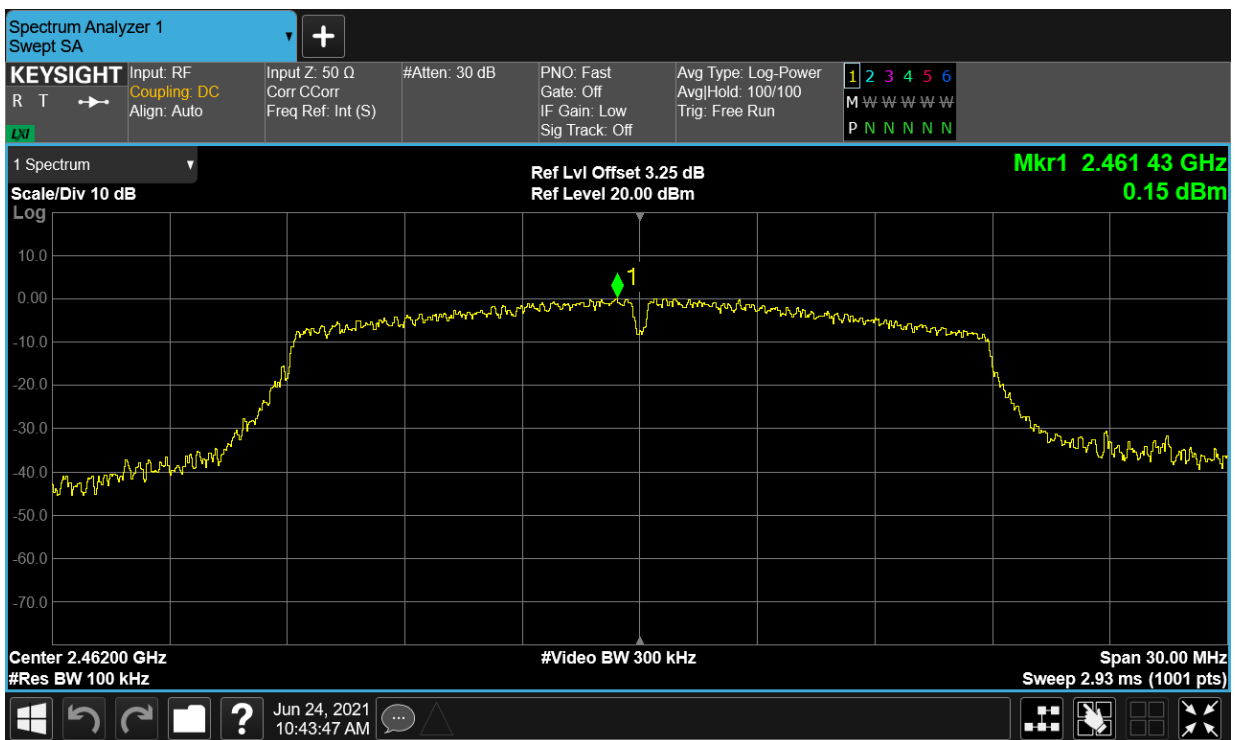 Spectrum Analyzer 1
Swept SA
▼ +
KEYSIGHT
R T
LXI
Input: RF
Coupling: DC
Align: Auto
Input Z: 50 Ω
Corr CCorr
Freq Ref: Int (S)
#Atten: 30 dB
PNO: Fast
Gate: Off
IF Gain: Low
Sig Track: Off
Avg Type: Log-Power
Avg|Hold: 100/100
Trig: Free Run
1 2 3 4 5 6
M W W W W W
P N N N N N
1 Spectrum ▼
Scale/Div 10 dB
Log
Ref Lvl Offset 3.25 dB
Ref Level 20.00 dBm
Mkr1 2.461 43 GHz
0.15 dBm
10.0
1
0.00
-10.0
-20.0
-30.0
-40.0
-50.0
-60.0
-70.0
Center 2.46200 GHz
#Res BW 100 kHz
#Video BW 300 kHz
Span 30.00 MHz
Sweep 2.93 ms (1001 pts)
?
Jun 24, 2021
10:43:47 AM